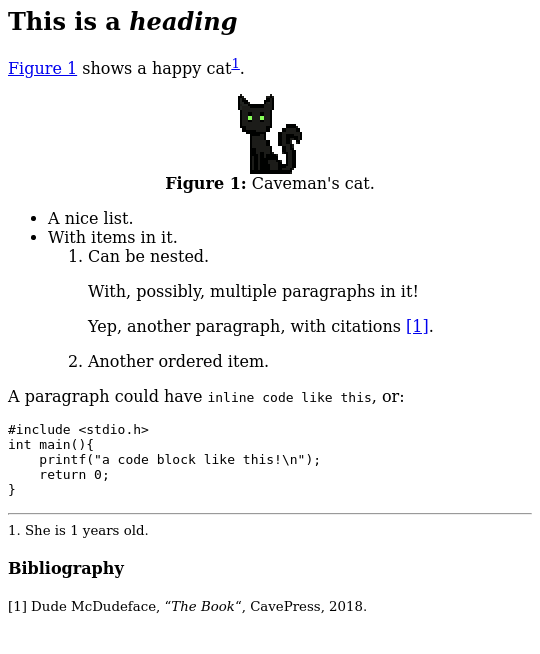 This is a heading
Figure 1 shows a happy cat1.
Figure 1: Caveman's cat.
• A nice list.
• With items in it.
1. Can be nested.
With, possibly, multiple paragraphs in it!
Yep, another paragraph, with citations [1].
2. Another ordered item.
A paragraph could have inline code like this, or:
#include <stdio.h>
int main(){
    printf("a code block like this!\n");
    return 0;
}
1. She is 1 years old.
Bibliography
[1] Dude McDudeface, “The Book“, CavePress, 2018.